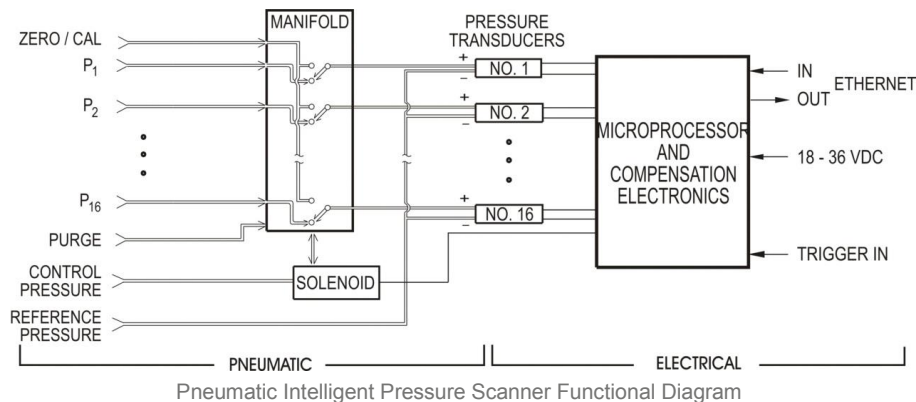 MANIFOLD
PRESSURE
TRANSDUCERS
ZERO / CAL
P1
P2
P16
PURGE
CONTROL
PRESSURE
REFERENCE
PRESSURE
SOLENOID
+
NO. 1
−
+
NO. 2
−
+
NO. 16
−
MICROPROCESSOR
AND
COMPENSATION
ELECTRONICS
IN
ETHERNET
OUT
18 - 36 VDC
TRIGGER IN
PNEUMATIC
ELECTRICAL
Pneumatic Intelligent Pressure Scanner Functional Diagram